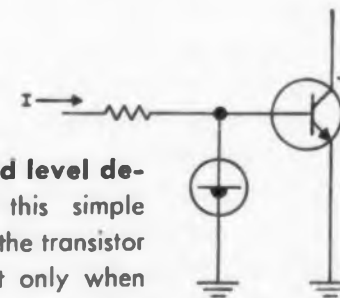 I
d level de-
this simple
the transistor
t only when